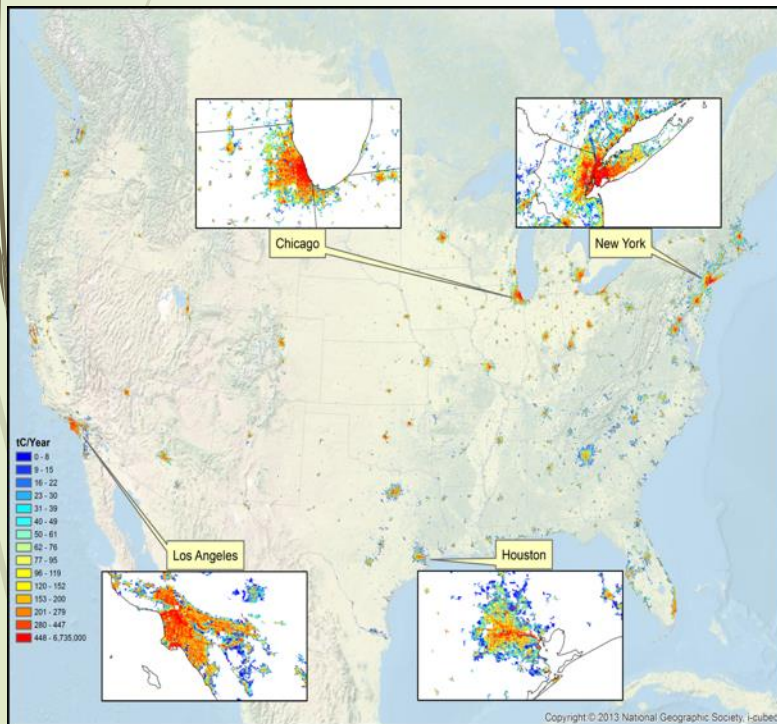 Chicago
New York
tC/Year
0 - 8
9 - 15
16 - 22
23 - 30
31 - 39
40 - 49
50 - 61
62 - 76
77 - 95
96 - 119
120 - 152
153 - 200
201 - 279
280 - 447
448 - 6,735,000
Los Angeles
Houston
Copyright © 2013 National Geographic Society, i-cubed